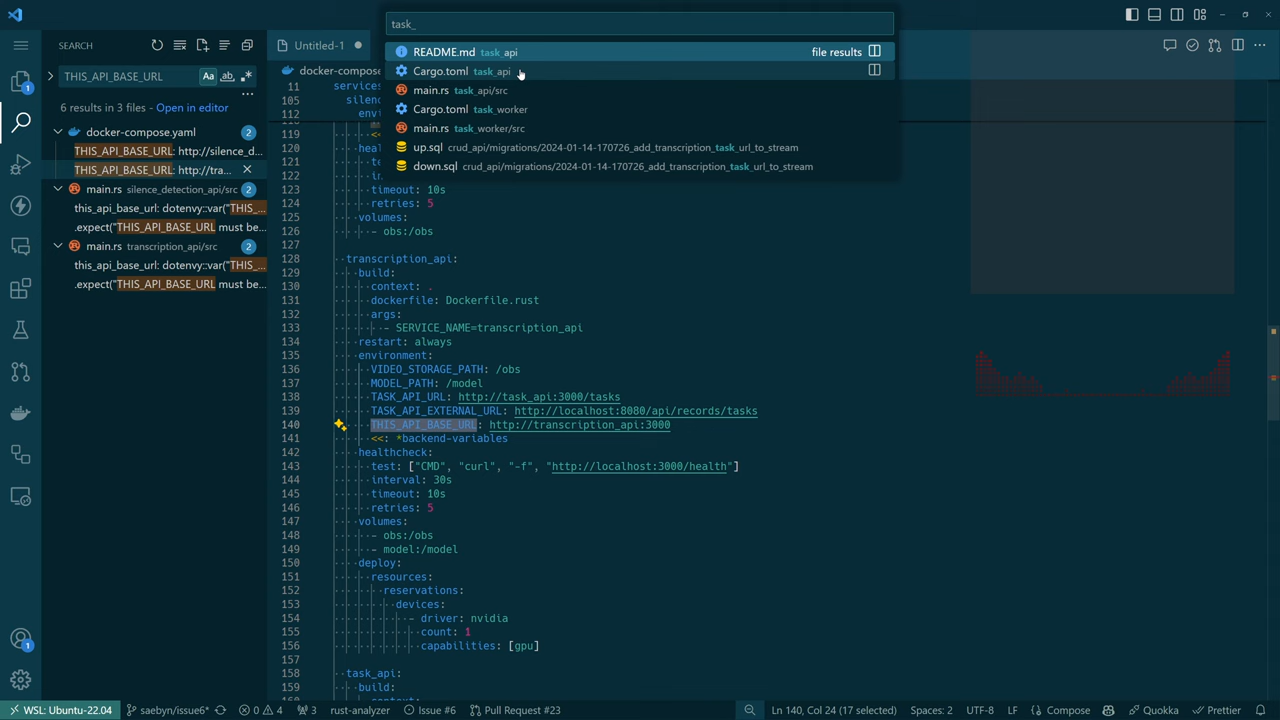 task_
README.md task_api file results
Cargo.toml task_api
main.rs task_api/src
Cargo.toml task_worker
main.rs task_worker/src
up.sql crud_api/migrations/2024-01-14-170726_add_transcription_task_url_to_stream
down.sql crud_api/migrations/2024-01-14-170726_add_transcription_task_url_to_stream
SEARCH
THIS_API_BASE_URL Aa ab .*
6 results in 3 files - Open in editor
docker-compose.yaml 2
THIS_API_BASE_URL: http://silence_d...
THIS_API_BASE_URL: http://tra...
main.rs silence_detection_api/src 2
this_api_base_url: dotenvy::var("THIS_...
.expect("THIS_API_BASE_URL must be...
main.rs transcription_api/src 2
this_api_base_url: dotenvy::var("THIS_...
.expect("THIS_API_BASE_URL must be...
1
1
Untitled-1
docker-compose
11 services
105 silenc
112 envi
119 <<
120 heal
121 te
122 in
123 timeout: 10s
124 retries: 5
125 volumes:
126 - obs:/obs
127
128 transcription_api:
129 build:
130 context: .
131 dockerfile: Dockerfile.rust
132 args:
133 - SERVICE_NAME=transcription_api
134 restart: always
135 environment:
136 VIDEO_STORAGE_PATH: /obs
137 MODEL_PATH: /model
138 TASK_API_URL: http://task_api:3000/tasks
139 TASK_API_EXTERNAL_URL: http://localhost:8080/api/records/tasks
140 THIS_API_BASE_URL: http://transcription_api:3000
141 <<: *backend-variables
142 healthcheck:
143 test: ["CMD", "curl", "-f", "http://localhost:3000/health"]
144 interval: 30s
145 timeout: 10s
146 retries: 5
147 volumes:
148 - obs:/obs
149 - model:/model
150 deploy:
151 resources:
152 reservations:
153 devices:
154 - driver: nvidia
155 count: 1
156 capabilities: [gpu]
157
158 task_api:
159 build:
WSL: Ubuntu-22.04 saebyn/issue6* 0 4 3 rust-analyzer Issue #6 Pull Request #23 Ln 140, Col 24 (17 selected) Spaces: 2 UTF-8 LF Compose Quokka Prettier